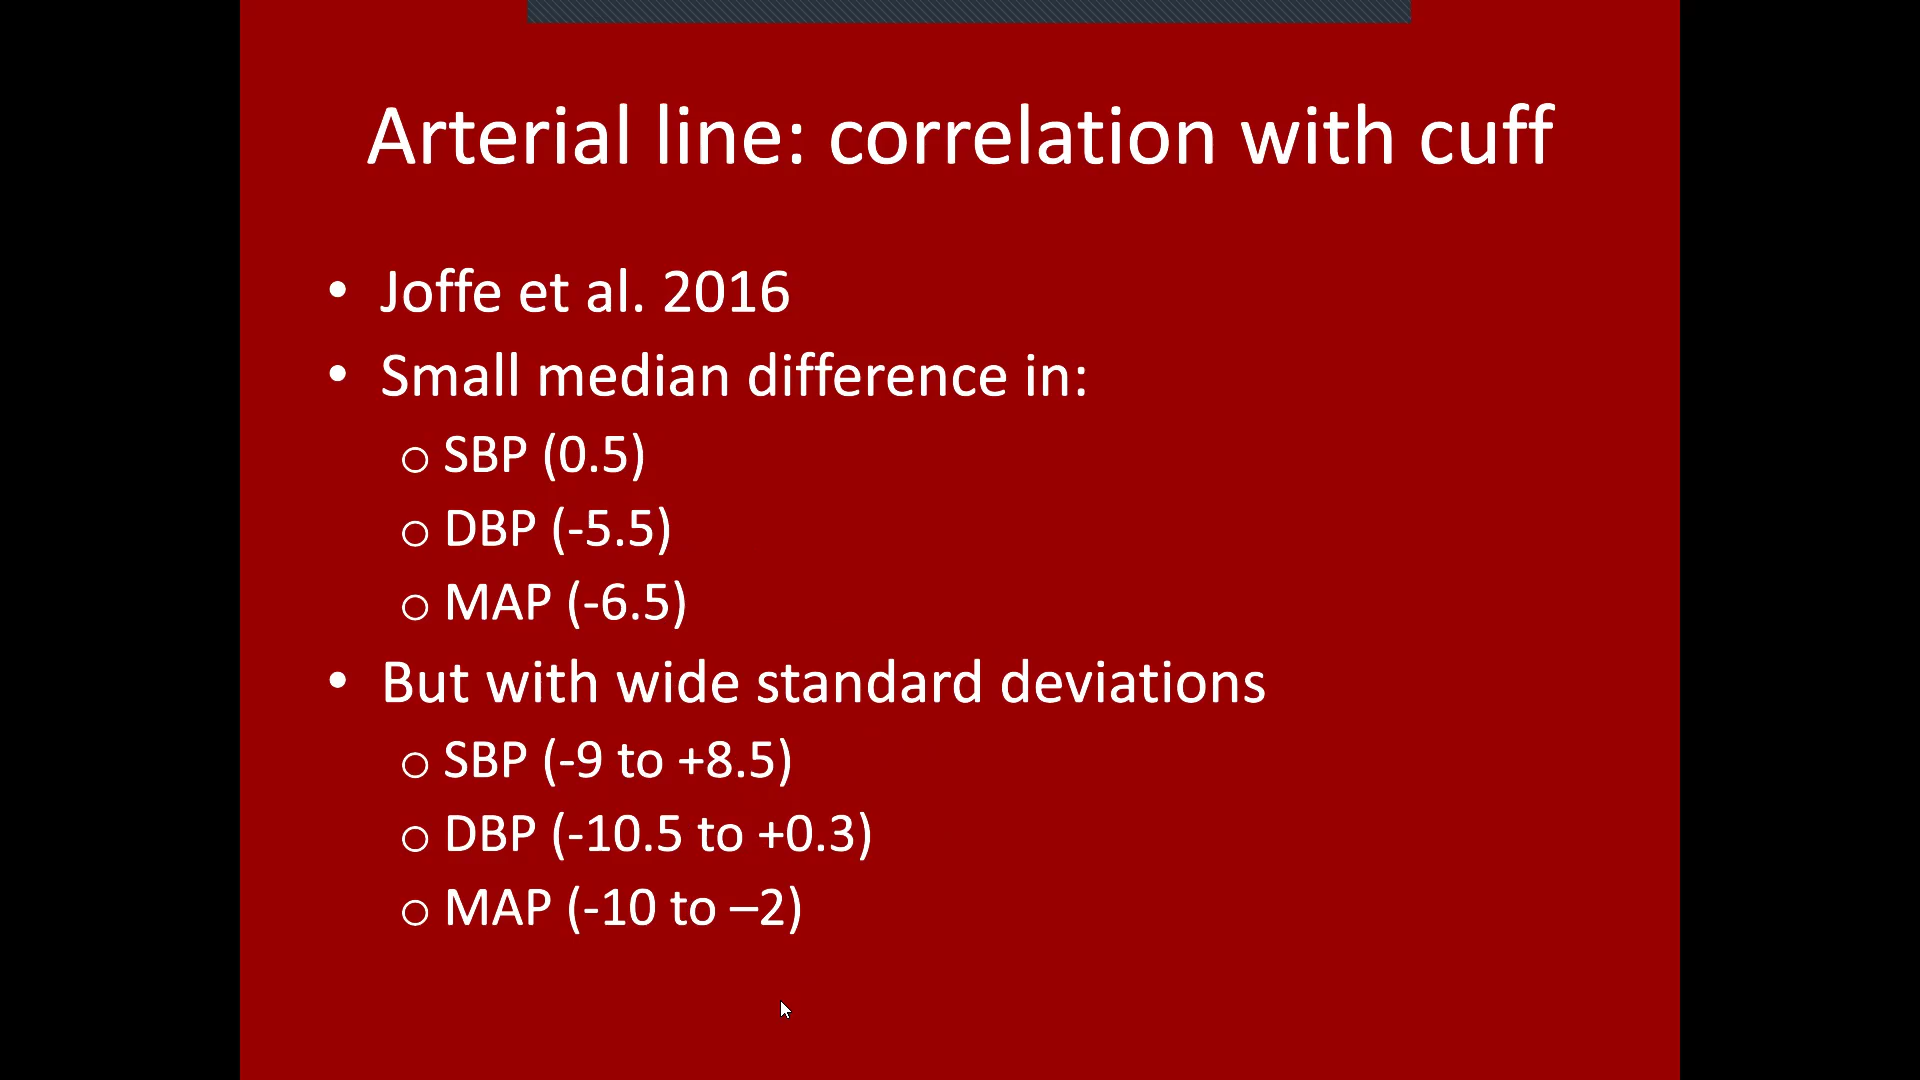 Arterial line: correlation with cuff
• Joffe et al. 2016
• Small median difference in:
o SBP (0.5)
o DBP (-5.5)
o MAP (-6.5)
• But with wide standard deviations
o SBP (-9 to +8.5)
o DBP (-10.5 to +0.3)
o MAP (-10 to –2)